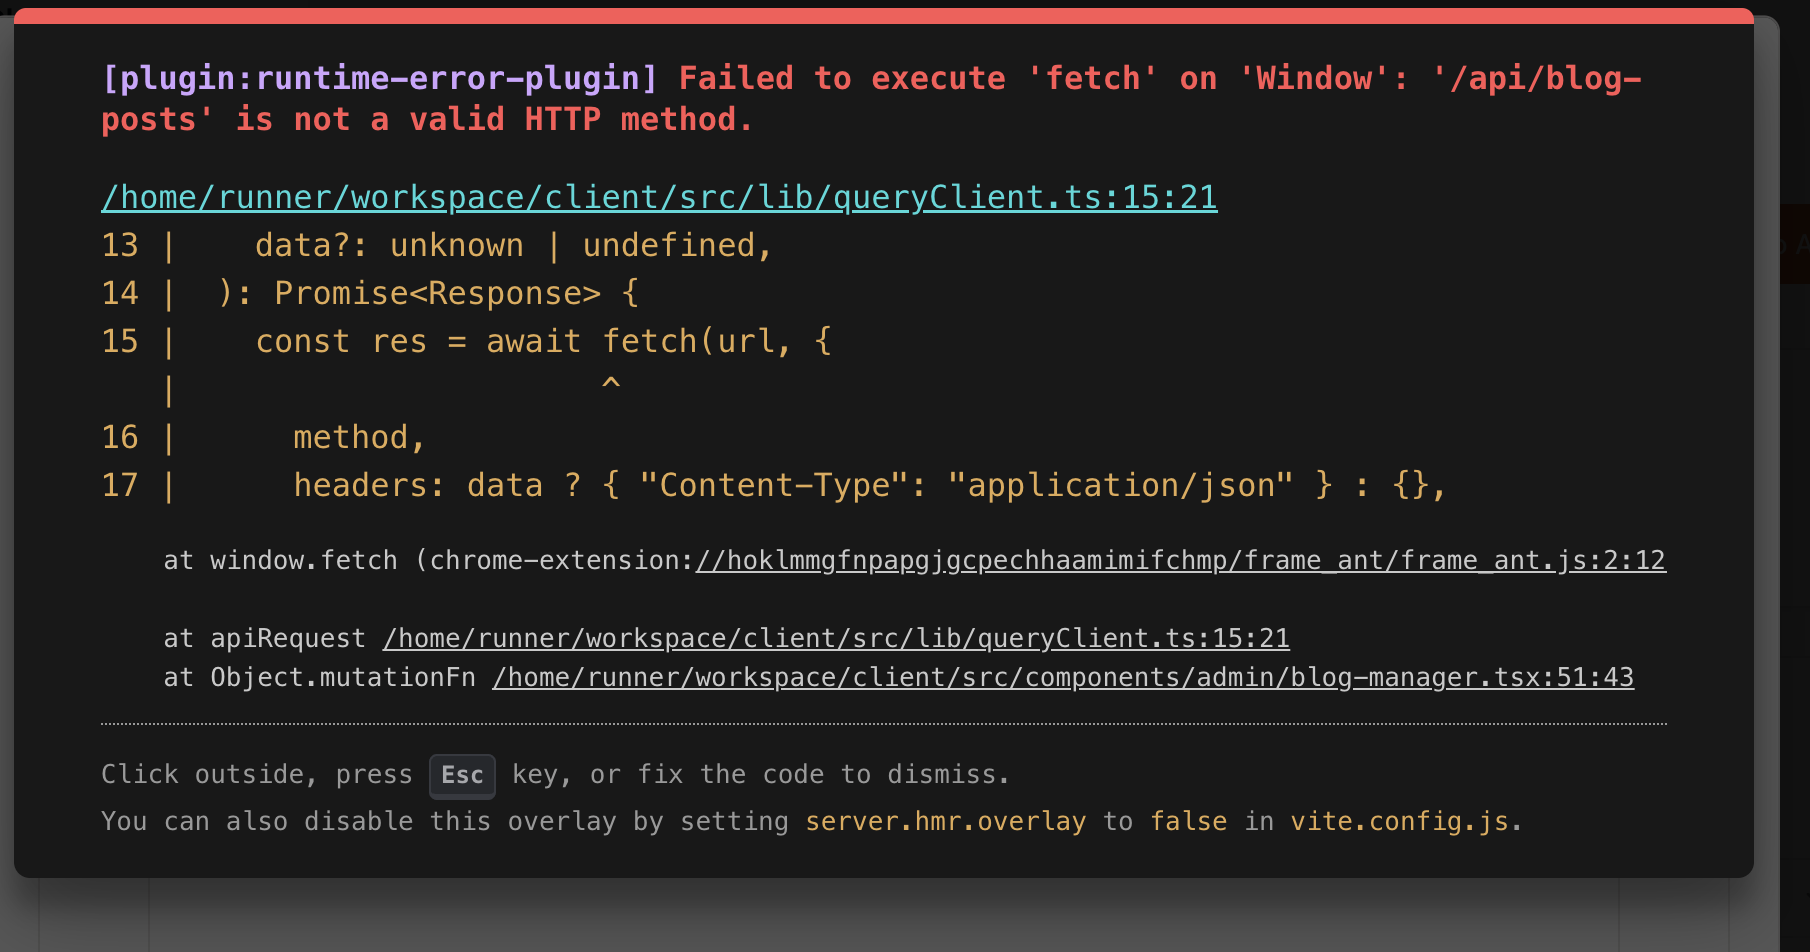 [plugin:runtime-error-plugin] Failed to execute 'fetch' on 'Window': '/api/blog-
posts' is not a valid HTTP method.
/home/runner/workspace/client/src/lib/queryClient.ts:15:21
13 |    data?: unknown | undefined,
14 |  ): Promise<Response> {
15 |    const res = await fetch(url, {
   |                      ^
16 |      method,
17 |      headers: data ? { "Content-Type": "application/json" } : {},
    at window.fetch (chrome-extension://hoklmmgfnpapgjgcpechhaamimifchmp/frame_ant/frame_ant.js:2:12
    at apiRequest /home/runner/workspace/client/src/lib/queryClient.ts:15:21
    at Object.mutationFn /home/runner/workspace/client/src/components/admin/blog-manager.tsx:51:43
Click outside, press Esc key, or fix the code to dismiss.
You can also disable this overlay by setting server.hmr.overlay to false in vite.config.js.